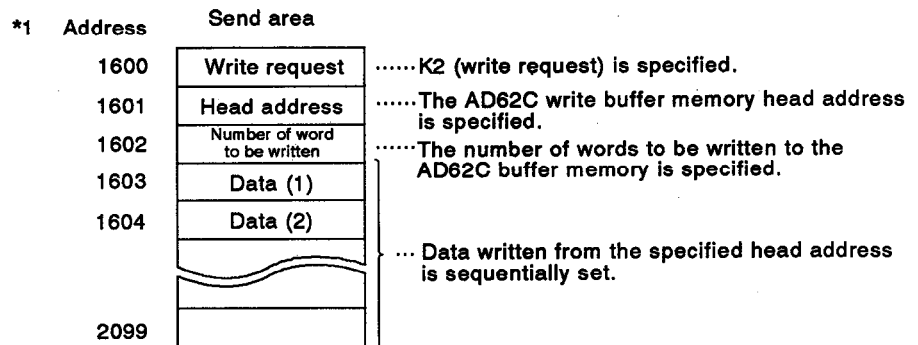 *1 Address Send area
1600 Write request ······K2 (write request) is specified.
1601 Head address ······The AD62C write buffer memory head address
is specified.
1602 Number of word
to be written ······The number of words to be written to the
AD62C buffer memory is specified.
1603 Data (1)
1604 Data (2)
··· Data written from the specified head address
is sequentially set.
2099